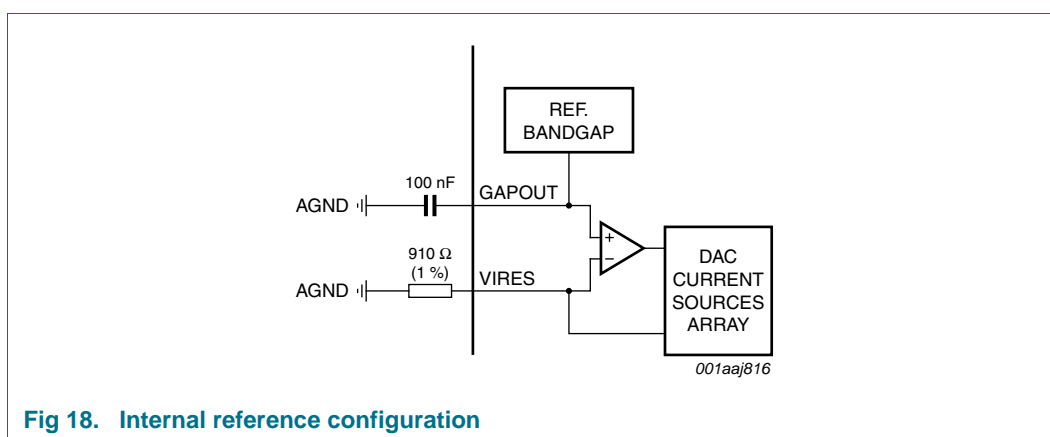 REF.
BANDGAP
100 nF
GAPOUT
AGND
+
−
910 Ω
(1 %)
VIRES
AGND
DAC
CURRENT
SOURCES
ARRAY
001aaj816
Fig 18. Internal reference configuration